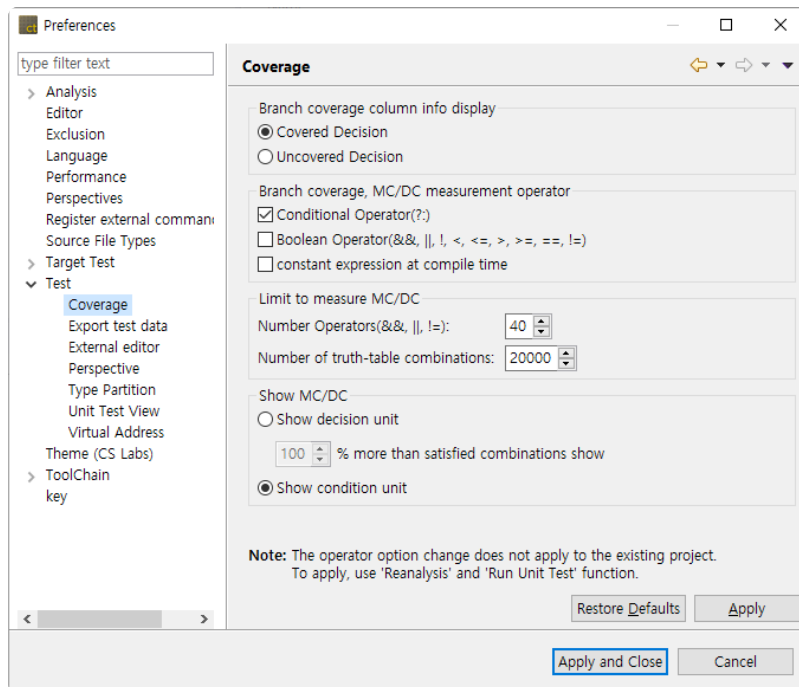 ct Preferences
type filter text
Analysis
Editor
Exclusion
Language
Performance
Perspectives
Register external comman
Source File Types
Target Test
Test
Coverage
Export test data
External editor
Perspective
Type Partition
Unit Test View
Virtual Address
Theme (CS Labs)
ToolChain
key
Coverage
Branch coverage column info display
Covered Decision
Uncovered Decision
Branch coverage, MC/DC measurement operator
Conditional Operator(?:)
Boolean Operator(&&, ||, !, <, <=, >, >=, ==, !=)
constant expression at compile time
Limit to measure MC/DC
Number Operators(&&, ||, !=): 40
Number of truth-table combinations: 20000
Show MC/DC
Show decision unit
100 % more than satisfied combinations show
Show condition unit
Note: The operator option change does not apply to the existing project.
To apply, use 'Reanalysis' and 'Run Unit Test' function.
Restore Defaults Apply
Apply and Close Cancel